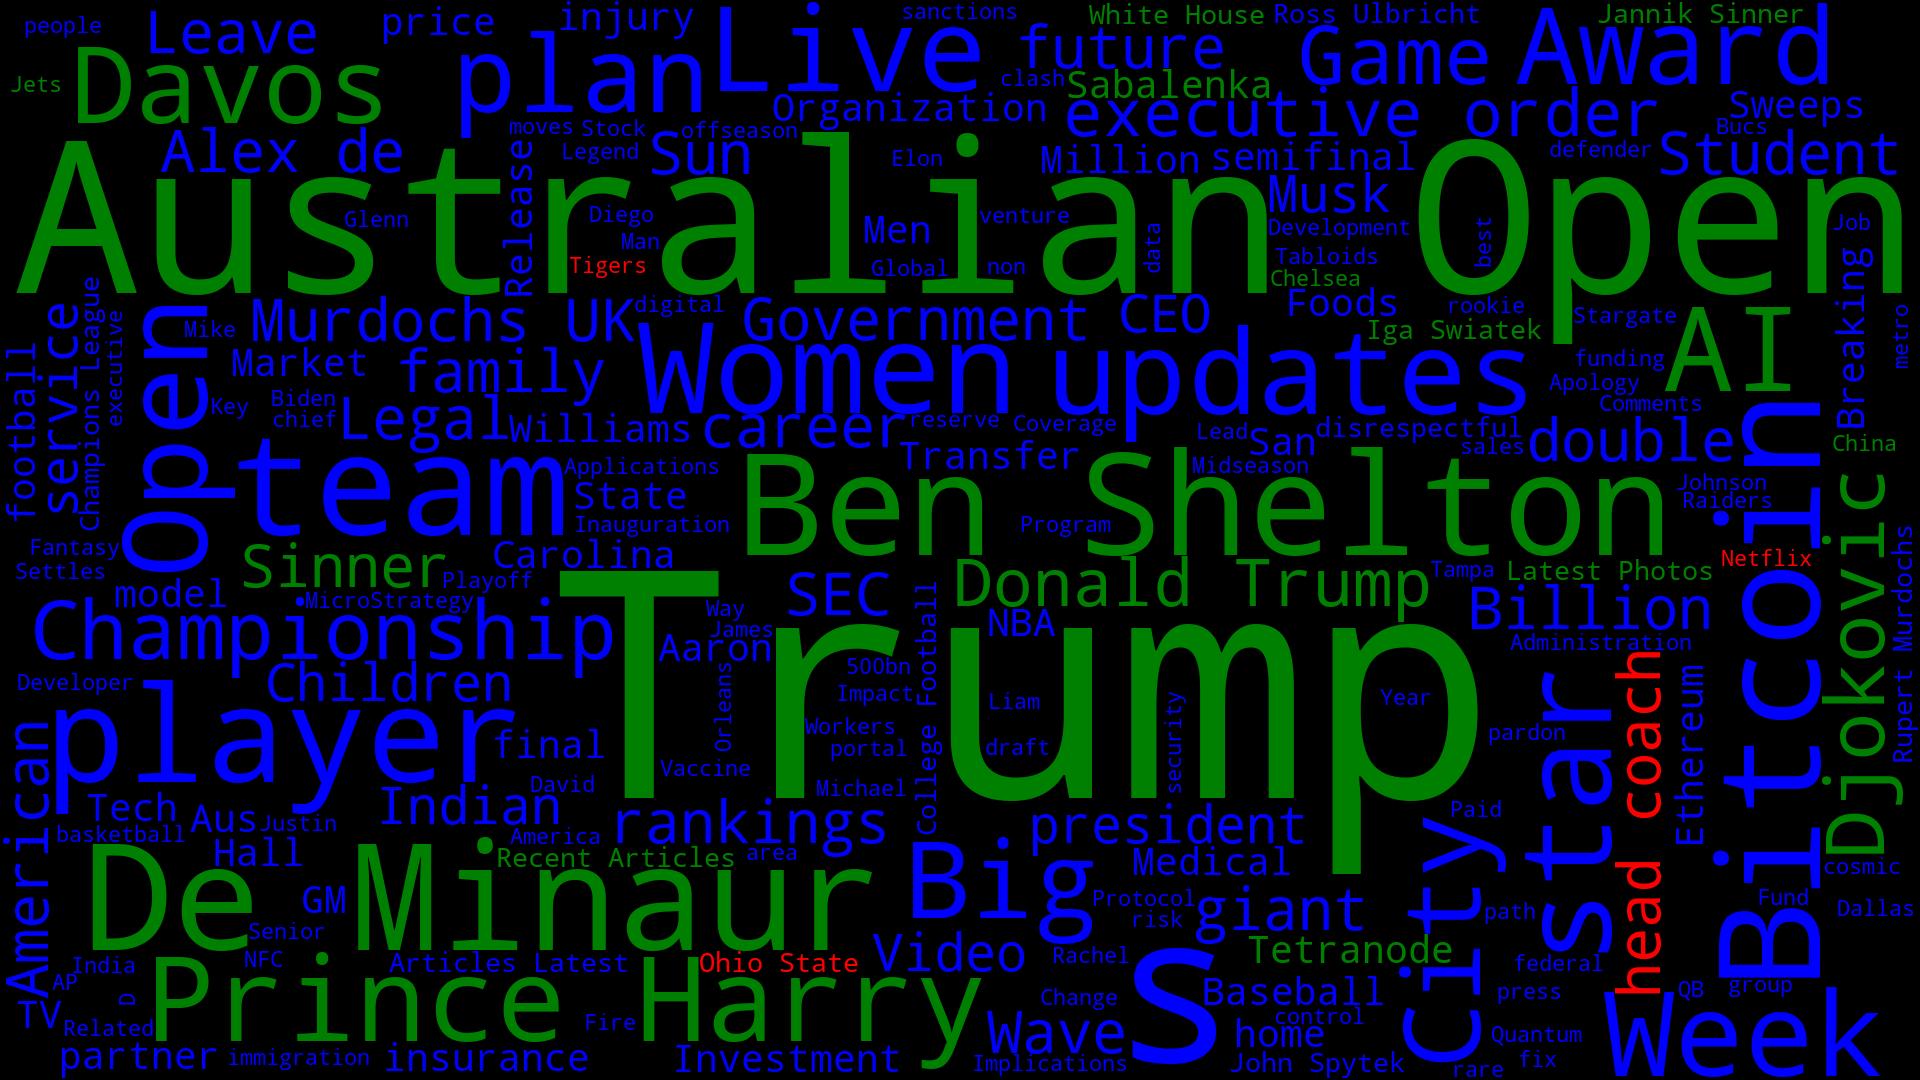 people
Leave
price
injury
Live
sanctions
White House
Ross Ulbricht
Jannik Sinner
future
Game
Award
Jets
Davos
plan
clash
Sabalenka
Organization
executive order
Sweeps
moves
Stock
offseason
Bucs
Alex de
Legend
Sun
Elon
Million
semifinal
defender
Student
Australian Open
Release
Musk
Glenn
Diego
Men
venture
Development
data
best
Job
Man
Tigers
Global
non
Tabloids
Chelsea
Breaking
Champions League
service
Open
Murdochs UK
digital
Government
CEO
Foods
rookie
Stargate
AI
metro
Mike
executive
football
Women
updates
Iga Swiatek
funding
Market
family
Apology
Key
Biden
Comments
chief
Legal
Williams
career
reserve
Coverage
Lead
San
disrespectful
double
sales
China
Bitcoin
team
Applications
Transfer
Midseason
Ben Shelton
State
Johnson
Raiders
Inauguration
Program
Djokovic
Fantasy
Settles
Sinner
Carolina
Playoff
Netflix
Rupert Murdochs
model
MicroStrategy
Trump
SEC
Donald Trump
Tampa
Latest Photos
Billion
Way
James
NBA
College Football
Championship
Aaron
Administration
Developer
Children
500bn
Impact
Liam
Year
Orleans
security
star
head coach
Ethereum
player
final
Workers
portal
draft
pardon
Vaccine
David
Michael
American
Tech
Aus
Justin
Indian
rankings
president
Paid
City
basketball
America
Hall
Recent Articles
area
Big
Medical
cosmic
De Minaur
GM
Protocol
risk
giant
path
Fund
Dallas
Senior
NFC
India
AP
Articles Latest
Ohio State
Video
Rachel
Tetranode
federal
D
TV
Related
Prince Harry
Fire
Change
s
Baseball
press
QB
group
Wave
control
home
Quantum
Week
partner
immigration
insurance
Investment
Implications
John Spytek
rare
fix